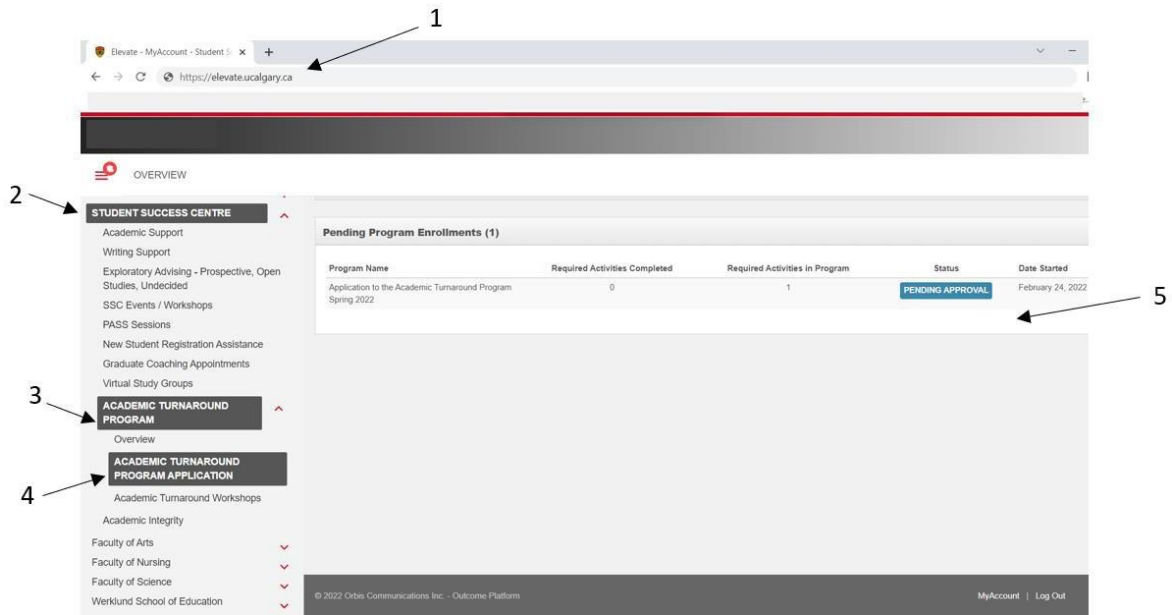 1
Elevate - MyAccount - Student S
https://elevate.ucalgary.ca
OVERVIEW
2
STUDENT SUCCESS CENTRE
Academic Support
Writing Support
Exploratory Advising - Prospective, Open
Studies, Undecided
SSC Events / Workshops
PASS Sessions
New Student Registration Assistance
Graduate Coaching Appointments
Virtual Study Groups
3
ACADEMIC TURNAROUND
PROGRAM
Overview
4
ACADEMIC TURNAROUND
PROGRAM APPLICATION
Academic Turnaround Workshops
Academic Integrity
Faculty of Arts
Faculty of Nursing
Faculty of Science
Werklund School of Education
Pending Program Enrollments (1)
Program Name Required Activities Completed Required Activities in Program Status Date Started
Application to the Academic Turnaround Program 0 1 PENDING APPROVAL February 24, 2022
Spring 2022
5
© 2022 Orbis Communications Inc. - Outcome Platform MyAccount | Log Out